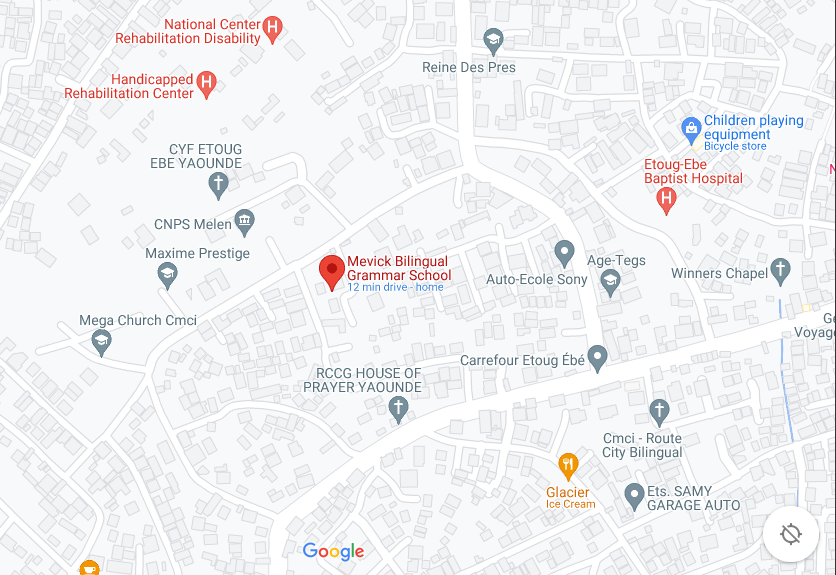 National Center
Rehabilitation Disability
Reine Des Pres
Handicapped
Rehabilitation Center
Children playing
equipment
Bicycle store
CYF ETOUG
EBE YAOUNDE
Etoug-Ebe
Baptist Hospital
N
CNPS Melen
Maxime Prestige
Mevick Bilingual
Grammar School
12 min drive - home
Age-Tegs
Auto-Ecole Sony
Winners Chapel
Mega Church Cmci
Ge
Voyage
Carrefour Etoug Ébé
RCCG HOUSE OF
PRAYER YAOUNDE
Cmci - Route
City Bilingual
Glacier
Ice Cream
Ets. SAMY
GARAGE AUTO
Google